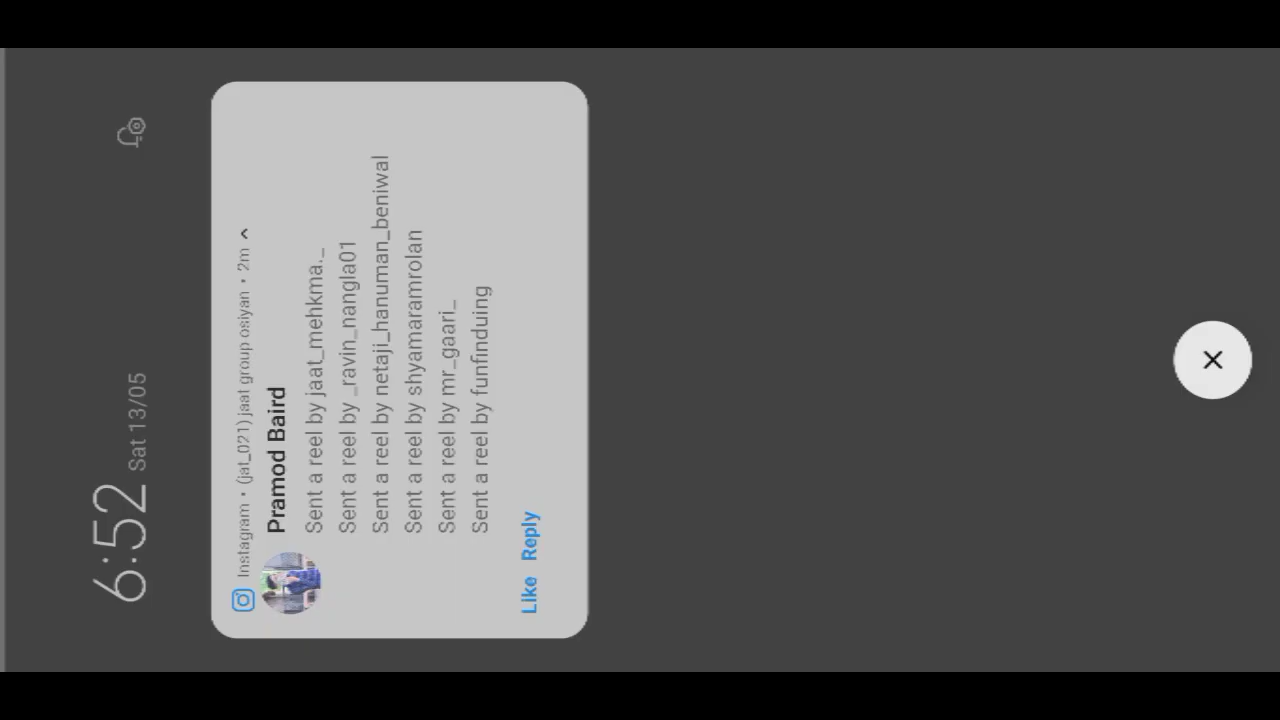 6:52 Sat 13/05
Instagram • (jat_021) jaat group osiyan • 2m
Pramod Baird
Sent a reel by jaat_mehkma._
Sent a reel by _ravin_nangla01
Sent a reel by netaji_hanuman_beniwal
Sent a reel by shyamaramrolan
Sent a reel by mr_gaari_
Sent a reel by funfinduing
Like Reply